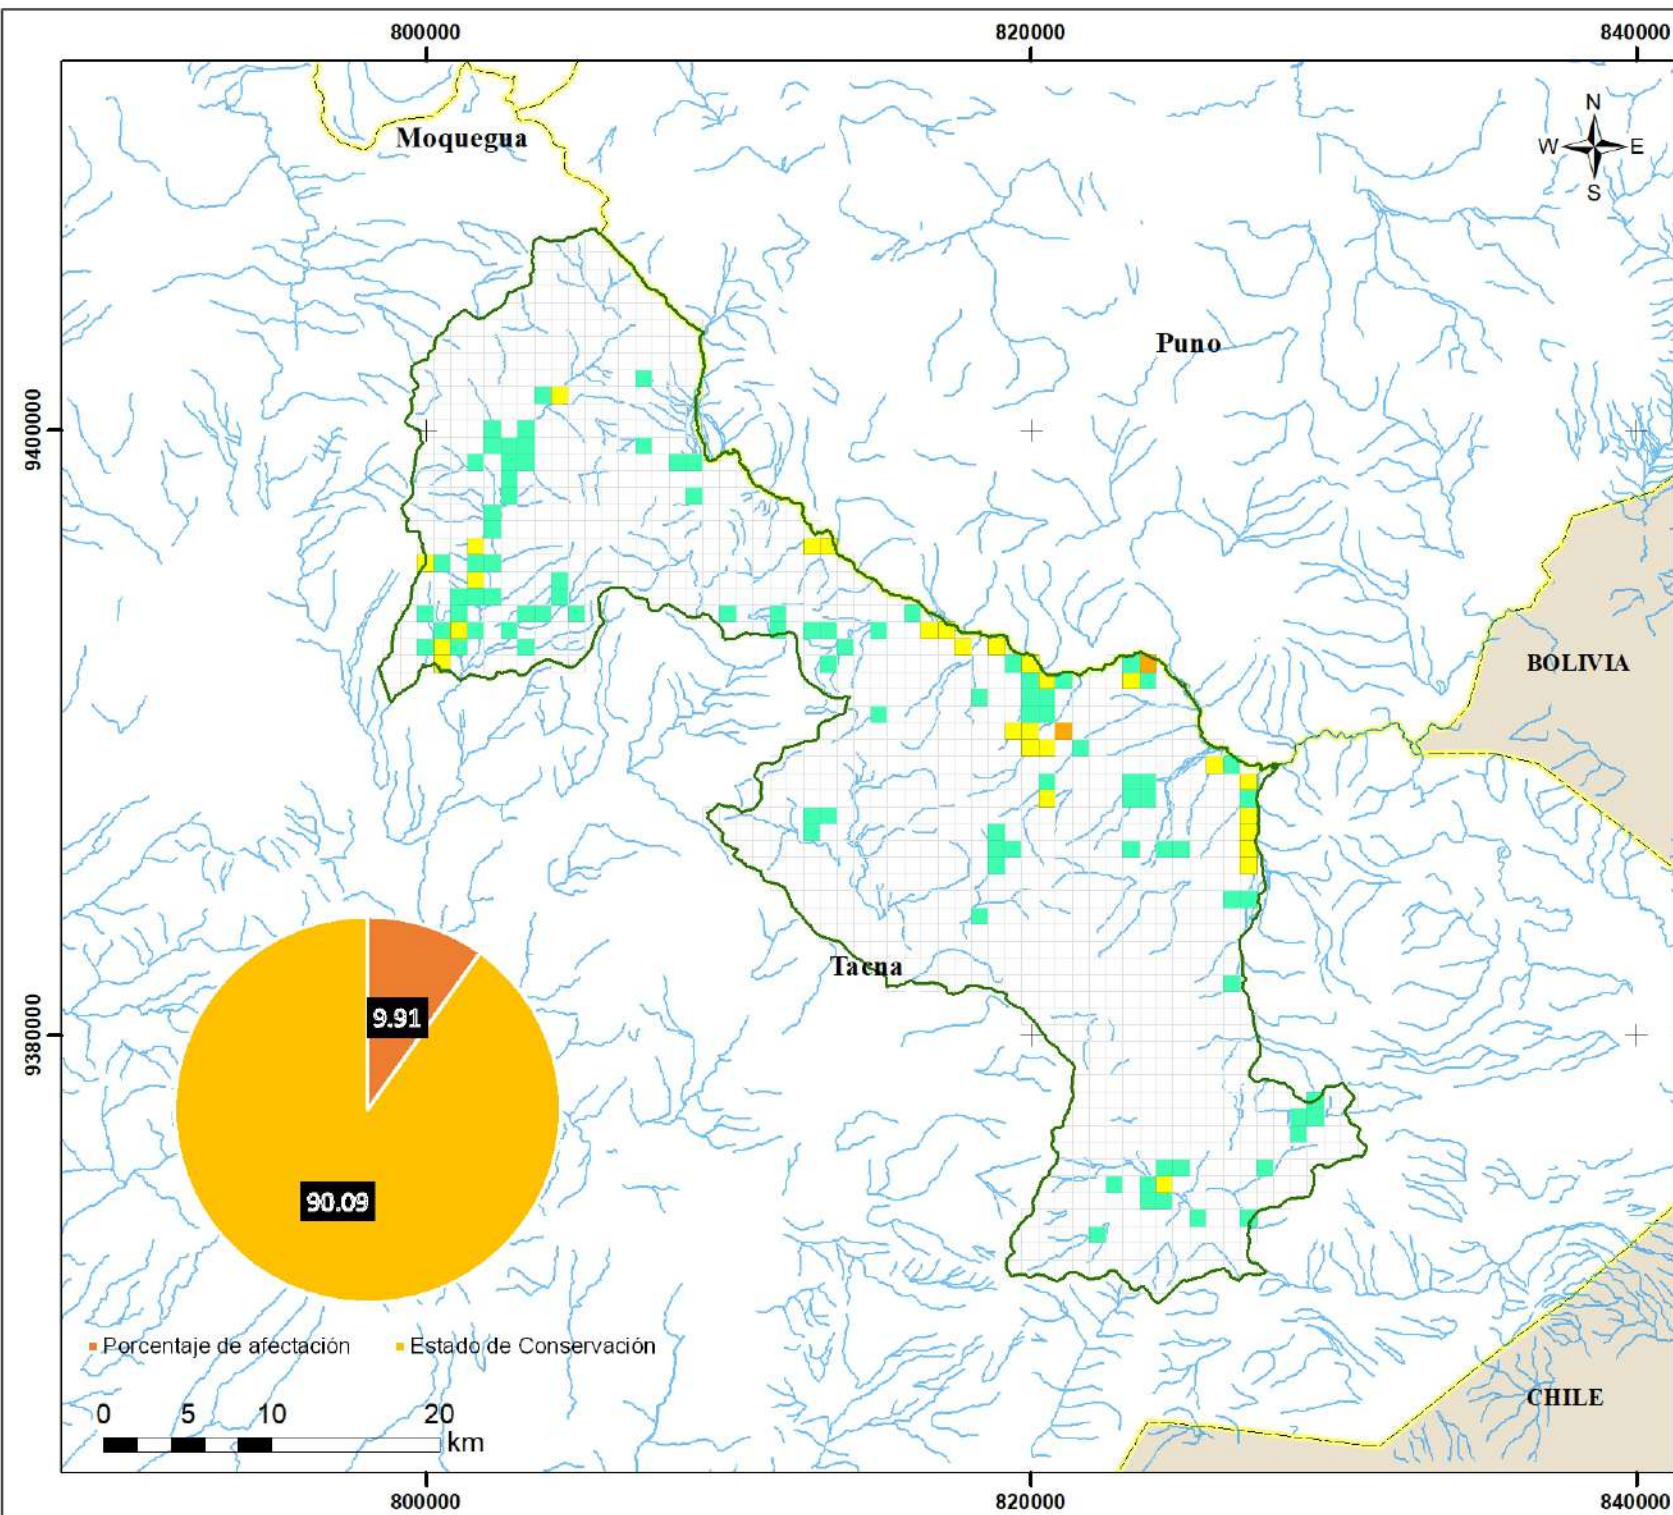 800000 820000 840000
N
W E
S
Moquegua
Puno
9400000
BOLIVIA
Tacna
9.91
9380000
90.09
Porcentaje de afectación Estado de Conservación
CHILE
0 5 10 20
km
800000 820000 840000